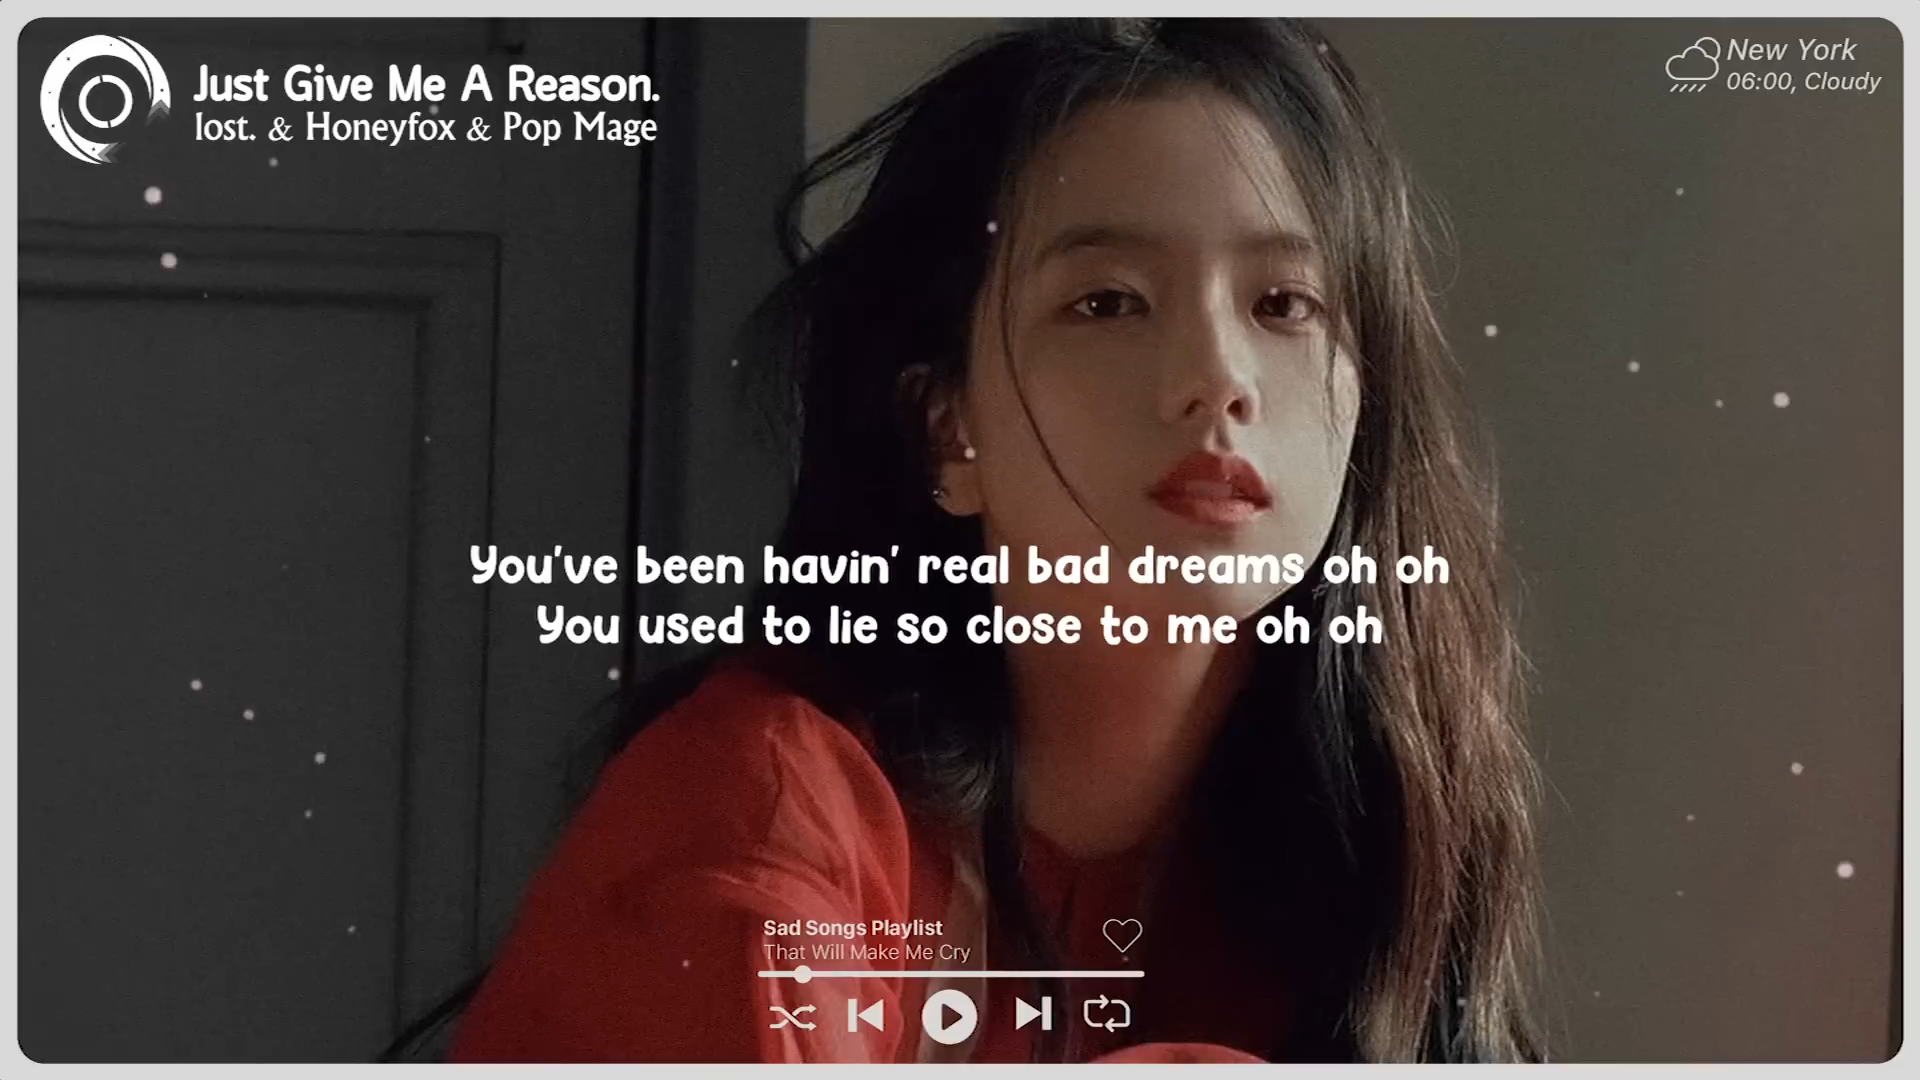 Just Give Me A Reason.
lost. & Honeyfox & Pop Mage
New York
06:00, Cloudy
You've been havin' real bad dreams oh oh
You used to lie so close to me oh oh
Sad Songs Playlist
That Will Make Me Cry